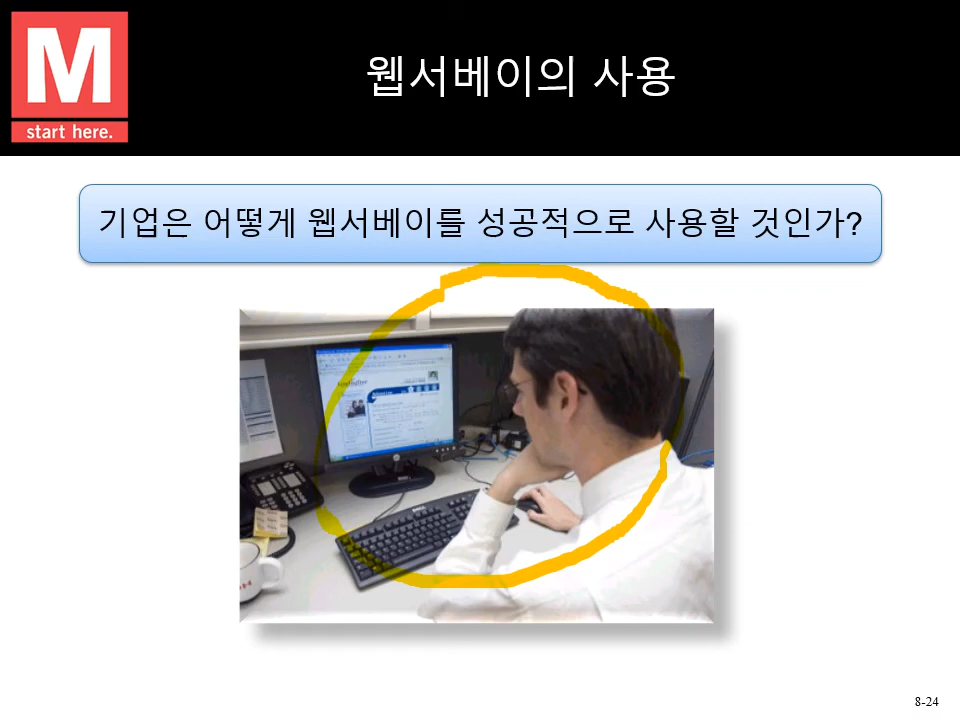 M
start here.
웹서베이의 사용
기업은 어떻게 웹서베이를 성공적으로 사용할 것인가?
DELL
8-24